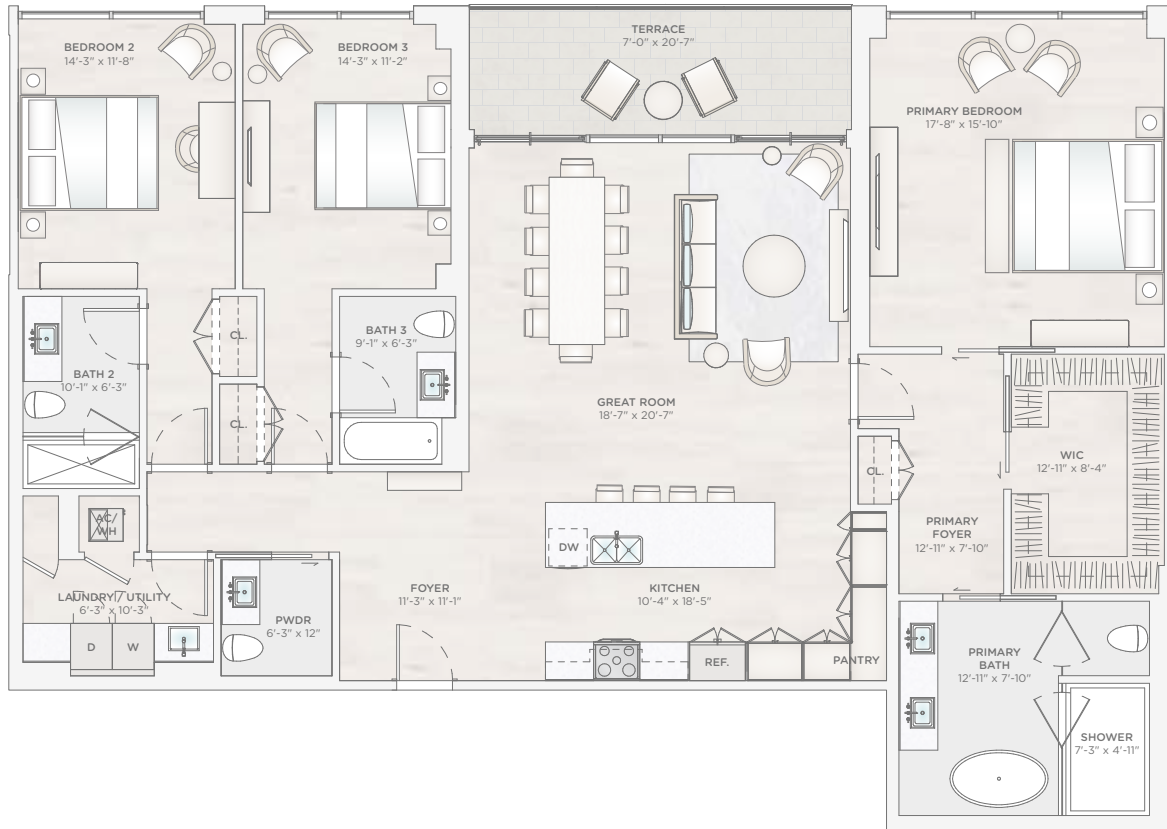 BEDROOM 2
14'-3" x 11'-8"
BEDROOM 3
14'-3" x 11'-2"
TERRACE
7'-0" x 20'-7"
PRIMARY BEDROOM
17'-8" x 15'-10"
CL.
BATH 3
9'-1" x 6'-3"
BATH 2
10'-1" x 6'-3"
CL.
GREAT ROOM
18'-7" x 20'-7"
CL.
WIC
12'-11" x 8'-4"
AC/
WH
DW
PRIMARY
FOYER
12'-11" x 7'-10"
LAUNDRY / UTILITY
6'-3" x 10'-3"
FOYER
11'-3" x 11'-1"
KITCHEN
10'-4" x 18'-5"
PWDR
6'-3" x 12"
D
W
REF.
PANTRY
PRIMARY
BATH
12'-11" x 7'-10"
SHOWER
7'-3" x 4'-11"